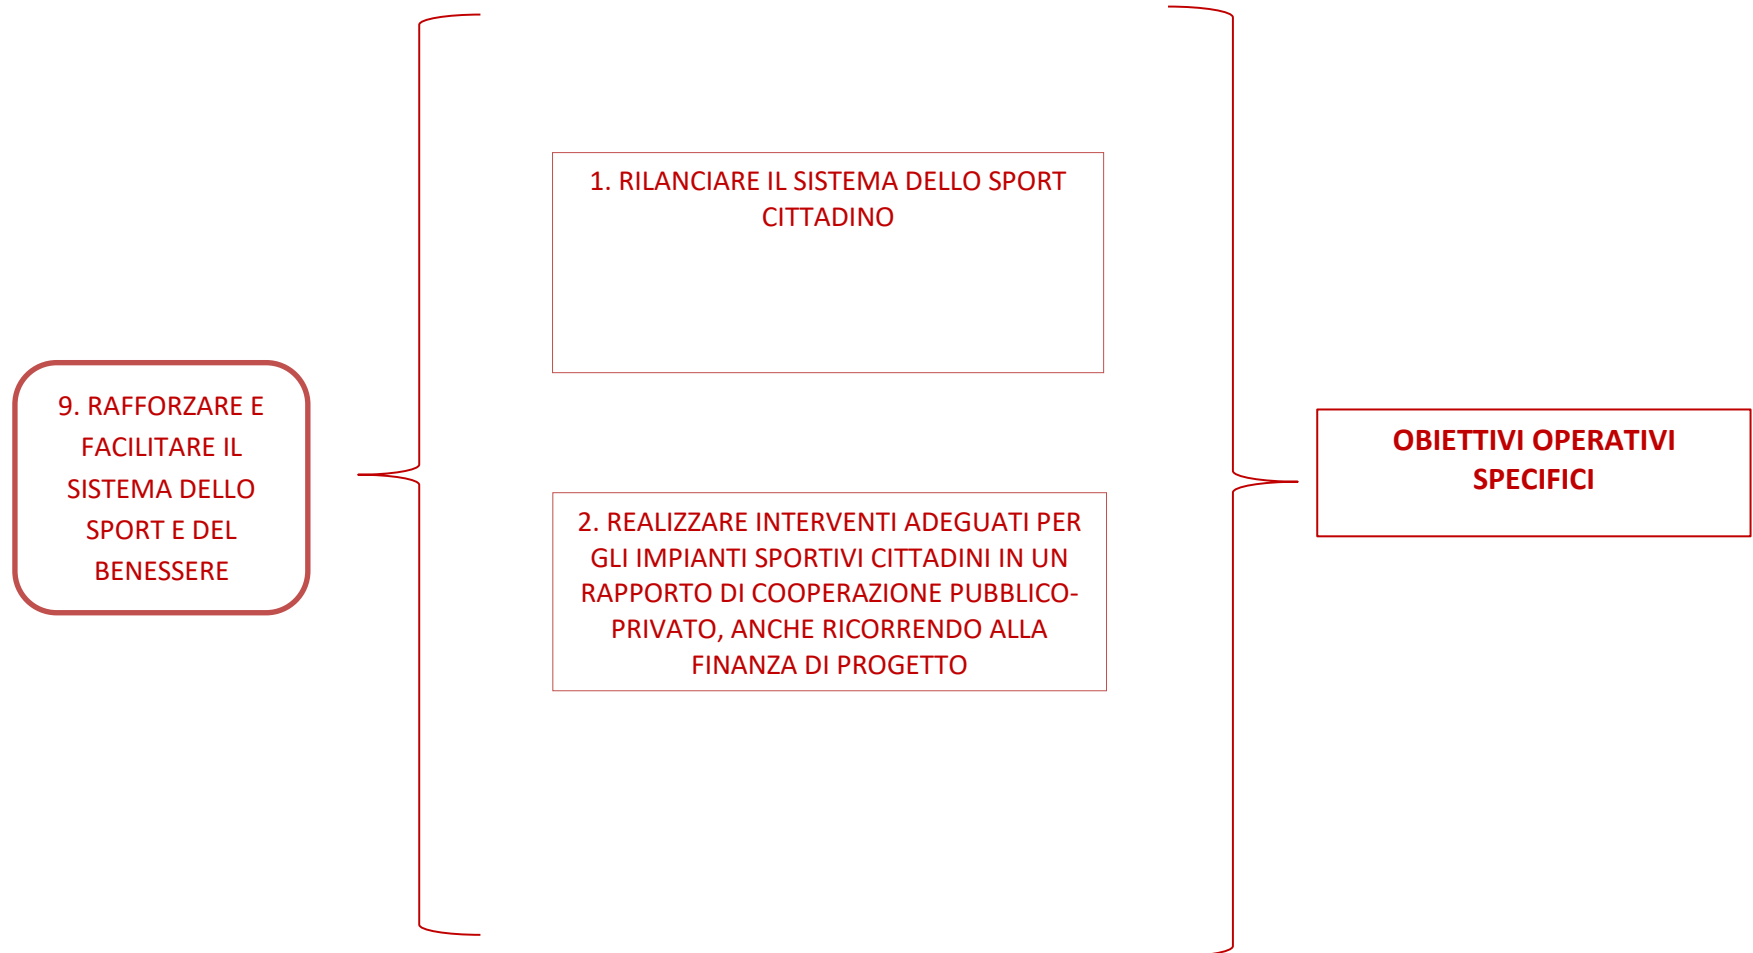 9. RAFFORZARE E
FACILITARE IL
SISTEMA DELLO
SPORT E DEL
BENESSERE
1. RILANCIARE IL SISTEMA DELLO SPORT
CITTADINO
2. REALIZZARE INTERVENTI ADEGUATI PER
GLI IMPIANTI SPORTIVI CITTADINI IN UN
RAPPORTO DI COOPERAZIONE PUBBLICO-
PRIVATO, ANCHE RICORRENDO ALLA
FINANZA DI PROGETTO
OBIETTIVI OPERATIVI
SPECIFICI